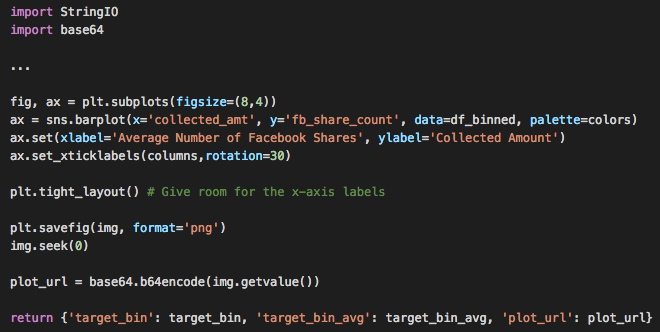 import StringIO
import base64
...
fig, ax = plt.subplots(figsize=(8,4))
ax = sns.barplot(x='collected_amt', y='fb_share_count', data=df_binned, palette=colors)
ax.set(xlabel='Average Number of Facebook Shares', ylabel='Collected Amount')
ax.set_xticklabels(columns,rotation=30)
plt.tight_layout() # Give room for the x-axis labels
plt.savefig(img, format='png')
img.seek(0)
plot_url = base64.b64encode(img.getvalue())
return {'target_bin': target_bin, 'target_bin_avg': target_bin_avg, 'plot_url': plot_url}